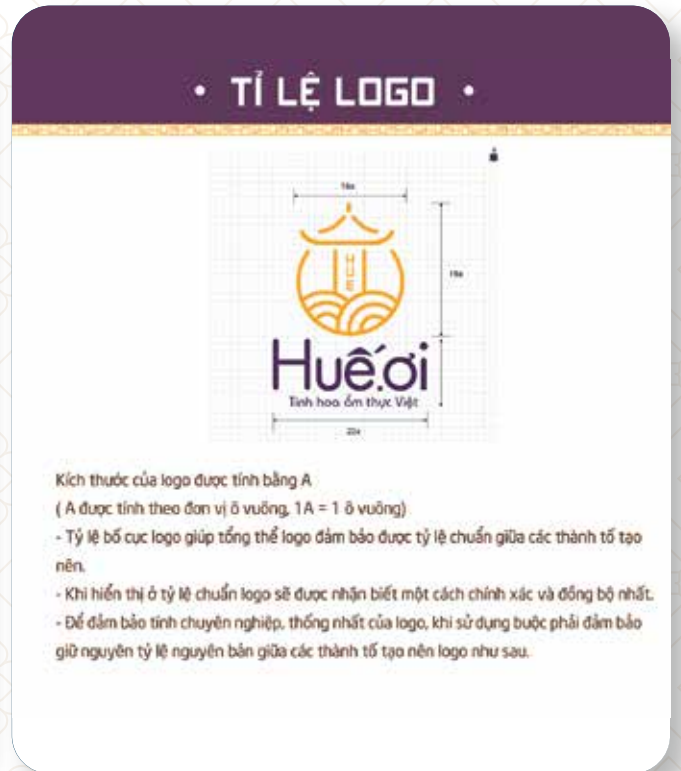 • TỈ LỆ LOGO •
HUẾ
Huế.ơi
Tinh hoa ẩm thực Việt
Kích thước của logo được tính bằng A
( A được tính theo đơn vị ô vuông, 1A = 1 ô vuông)
- Tỷ lệ bố cục logo giúp tổng thể logo đảm bảo được tỷ lệ chuẩn giữa các thành tố tạo
nên.
- Khi hiển thị ở tỷ lệ chuẩn logo sẽ được nhận biết một cách chính xác và đồng bộ nhất.
- Để đảm bảo tính chuyên nghiệp, thống nhất của logo, khi sử dụng buộc phải đảm bảo
giữ nguyên tỷ lệ nguyên bản giữa các thành tố tạo nên logo như sau.